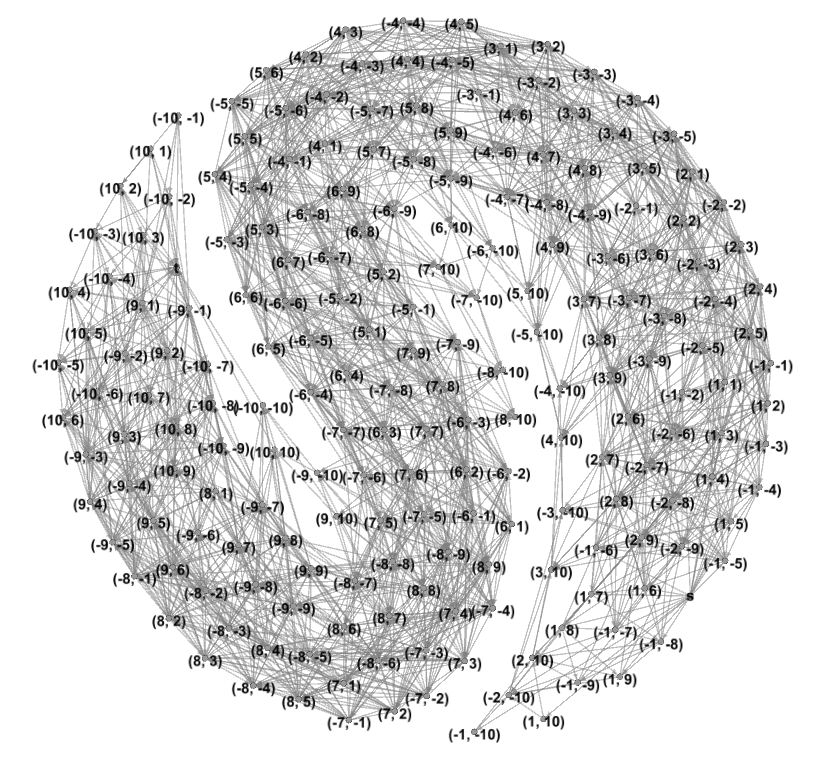 (-4, -4) (4, 5)
(4, 3)
(3, 1) (3, 2)
(4, 2) (-4, -3) (4, 4) (-4, -5)
(5, 6) (-3, -3)
(-3, -2)
(-5, -5) (-5, -6) (-4, -2) (-5, -7) (5, 8) (-3, -1) (-3, -4)
(4, 6) (3, 3)
(-10, -1)
(5, 5) (5, 9) (3, 4) (-3, -5)
(10, 1) (-4, -1) (4, 1) (5, 7) (-5, -8) (-4, -6) (4, 7)
(4, 8) (3, 5) (2, 1)
(5, 4) (-5, -4) (-5, -9)
(10, 2) (-10, -2) (6, 9) (-4, -7) (-4, -8) (-4, -9) (-2, -1) (-2, -2)
(-6, -8) (-6, -9) (2, 2)
(-10, -3) (10, 3) (-5, -3) (5, 3) (6, 8) (6, 10)
(-6, -10) (4, 9) (2, 3)
t (6, 7) (-6, -7) (5, 2) (7, 10) (-3, -6) (3, 6) (-2, -3)
(-10, -4)
(10, 4) (9, 1) (-9, -1) (6, 6) (-6, -6) (-5, -2) (-5, -1) (-7, -10) (5, 10) (3, 7) (-3, -7) (-2, -4) (2, 4)
(-3, -8)
(10, 5) (6, 5) (-6, -5) (5, 1) (-5, -10) (3, 8) (2, 5)
(-10, -5) (-9, -2) (9, 2) (-10, -7) (7, 9) (-7, -9) (-3, -9) (-2, -5) (-1, -1)
(-8, -10) (3, 9)
(-10, -6) (10, 7) (-6, -4) (6, 4) (-7, -8) (7, 8) (-4, -10) (-1, -2) (1, 1)
(10, 6) (-10, -8) (-10, -10) (8, 10) (2, 6) (1, 2)
(9, 3) (10, 8) (-7, -7) (6, 3) (7, 7) (-6, -3) (4, 10) (-2, -6) (1, 3)
(-9, -3) (-10, -9) (10, 10) (2, 7) (-1, -3)
(10, 9) (-9, -10) (-7, -6) (7, 6) (6, 2) (-6, -2) (-2, -7)
(-9, -4) (8, 1) (1, 4) (-1, -4)
(9, 4) (-9, -7) (-3, -10) (2, 8) (-2, -8)
(9, 5) (9, 10) (7, 5) (-7, -5) (-6, -1) (6, 1) (1, 5)
(-9, -5) (-9, -6) (9, 7) (9, 8) (-1, -6) (2, 9) (-2, -9)
(-8, -1) (9, 6) (9, 9) (-8, -8) (-8, -9) (8, 9) (3, 10) (-1, -5)
(-8, -2) (-9, -8) (-8, -7) (8, 8) (1, 7) (1, 6) s
(8, 2) (-9, -9) (8, 7) (7, 4) (-7, -4)
(-8, -3) (8, 6) (1, 8) (-1, -7) (-1, -8)
(8, 3) (8, 4) (-8, -5) (-8, -6) (-7, -3) (7, 3) (2, 10)
(-8, -4) (7, 1) (-1, -9) (1, 9)
(8, 5) (-7, -2) (-2, -10)
(-7, -1) (7, 2) (1, 10)
(-1, -10)